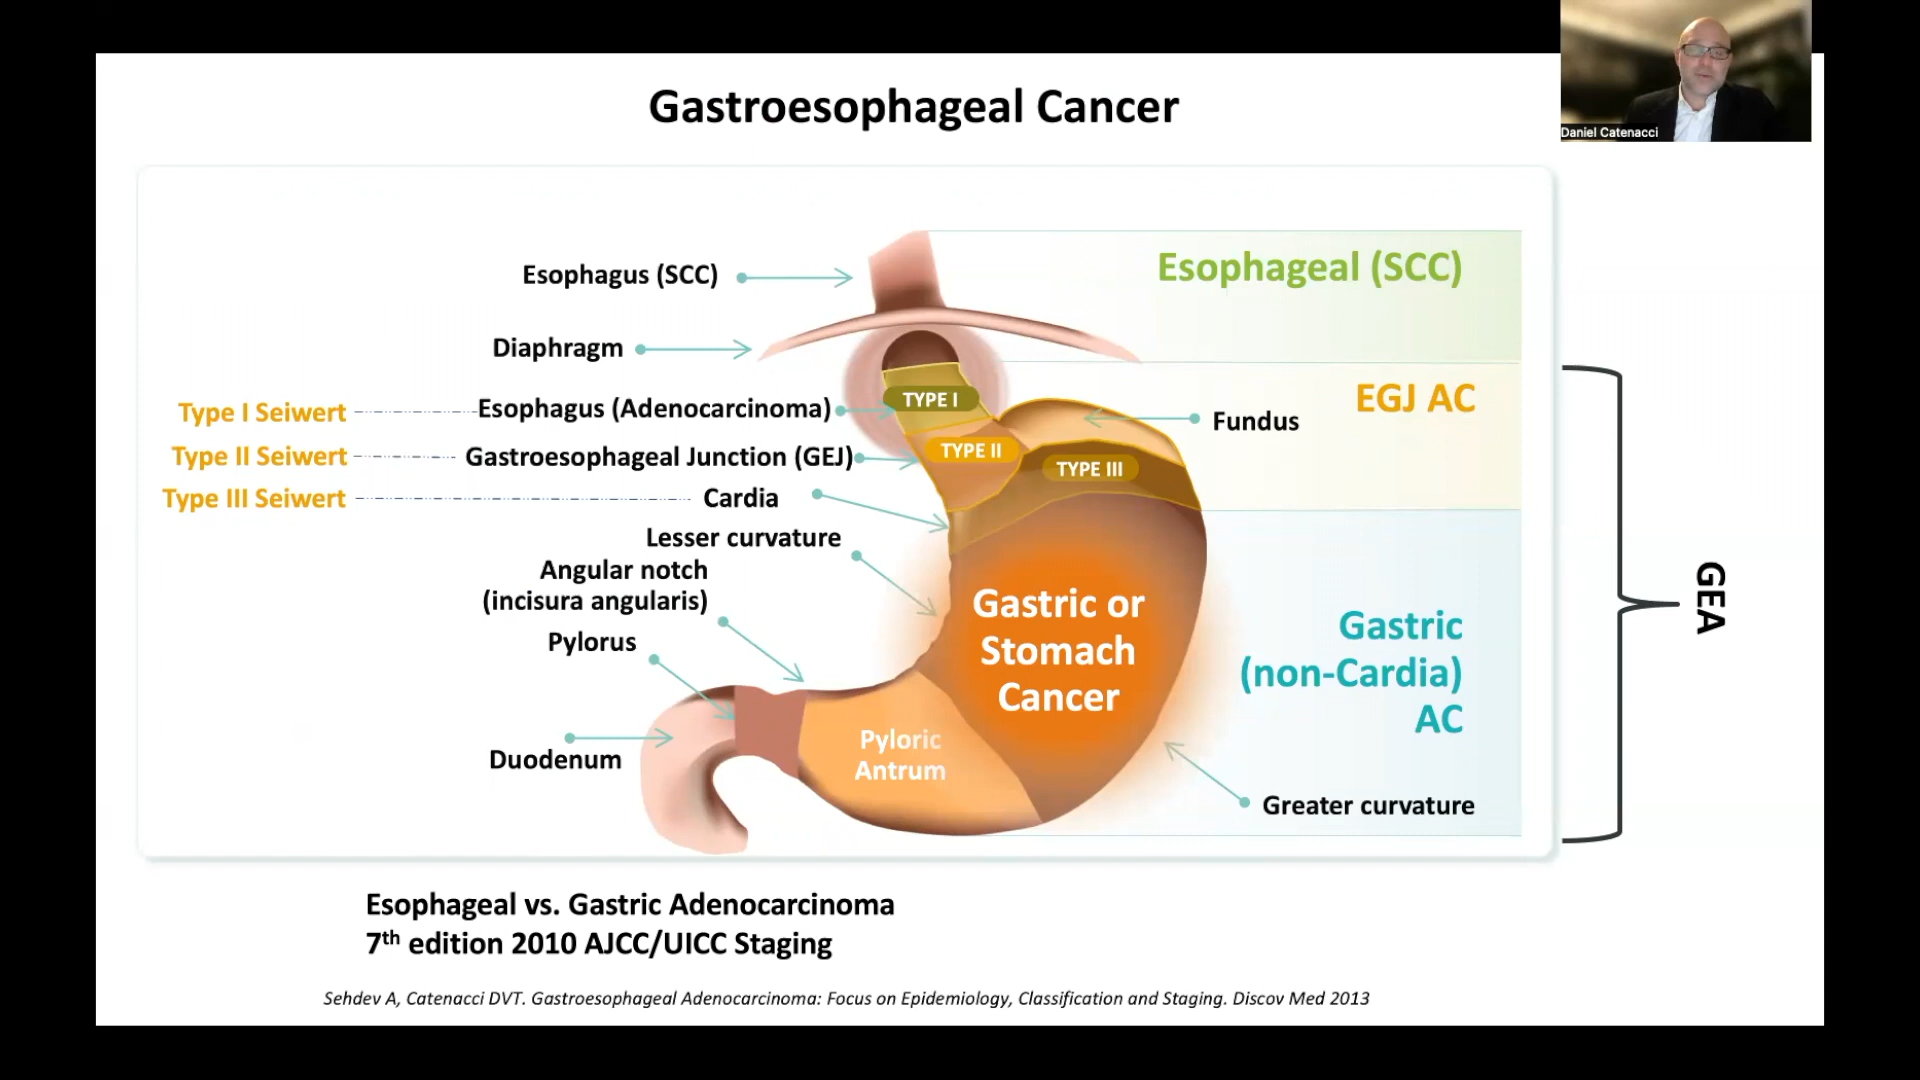 Gastroesophageal Cancer
Daniel Catenacci
Esophagus (SCC)
Esophageal (SCC)
Diaphragm
EGJ AC
Type I Seiwert
Esophagus (Adenocarcinoma)
TYPE I
Fundus
Type II Seiwert
Gastroesophageal Junction (GEJ)
TYPE II
TYPE III
Type III Seiwert
Cardia
Lesser curvature
Angular notch
(incisura angularis)
Pylorus
Duodenum
Gastric or
Stomach
Cancer
Pyloric
Antrum
Gastric
(non-Cardia)
AC
Greater curvature
GEA
Esophageal vs. Gastric Adenocarcinoma
7th edition 2010 AJCC/UICC Staging
Sehdev A, Catenacci DVT. Gastroesophageal Adenocarcinoma: Focus on Epidemiology, Classification and Staging. Discov Med 2013